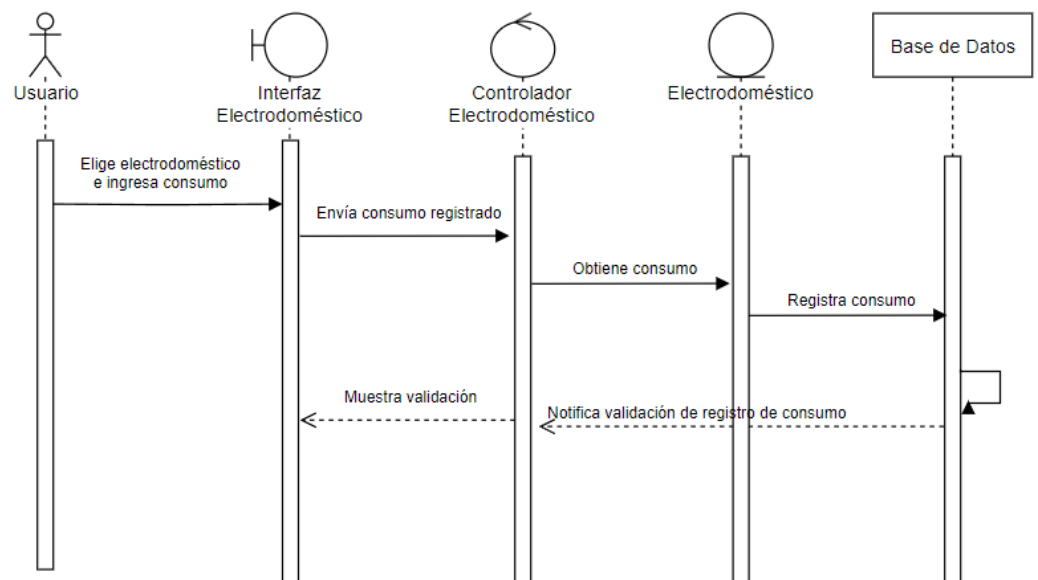 Usuario
Interfaz
Electrodoméstico
Controlador
Electrodoméstico
Electrodoméstico
Base de Datos
Elige electrodoméstico
e ingresa consumo
Envía consumo registrado
Obtiene consumo
Registra consumo
Muestra validación
Notifica validación de registro de consumo